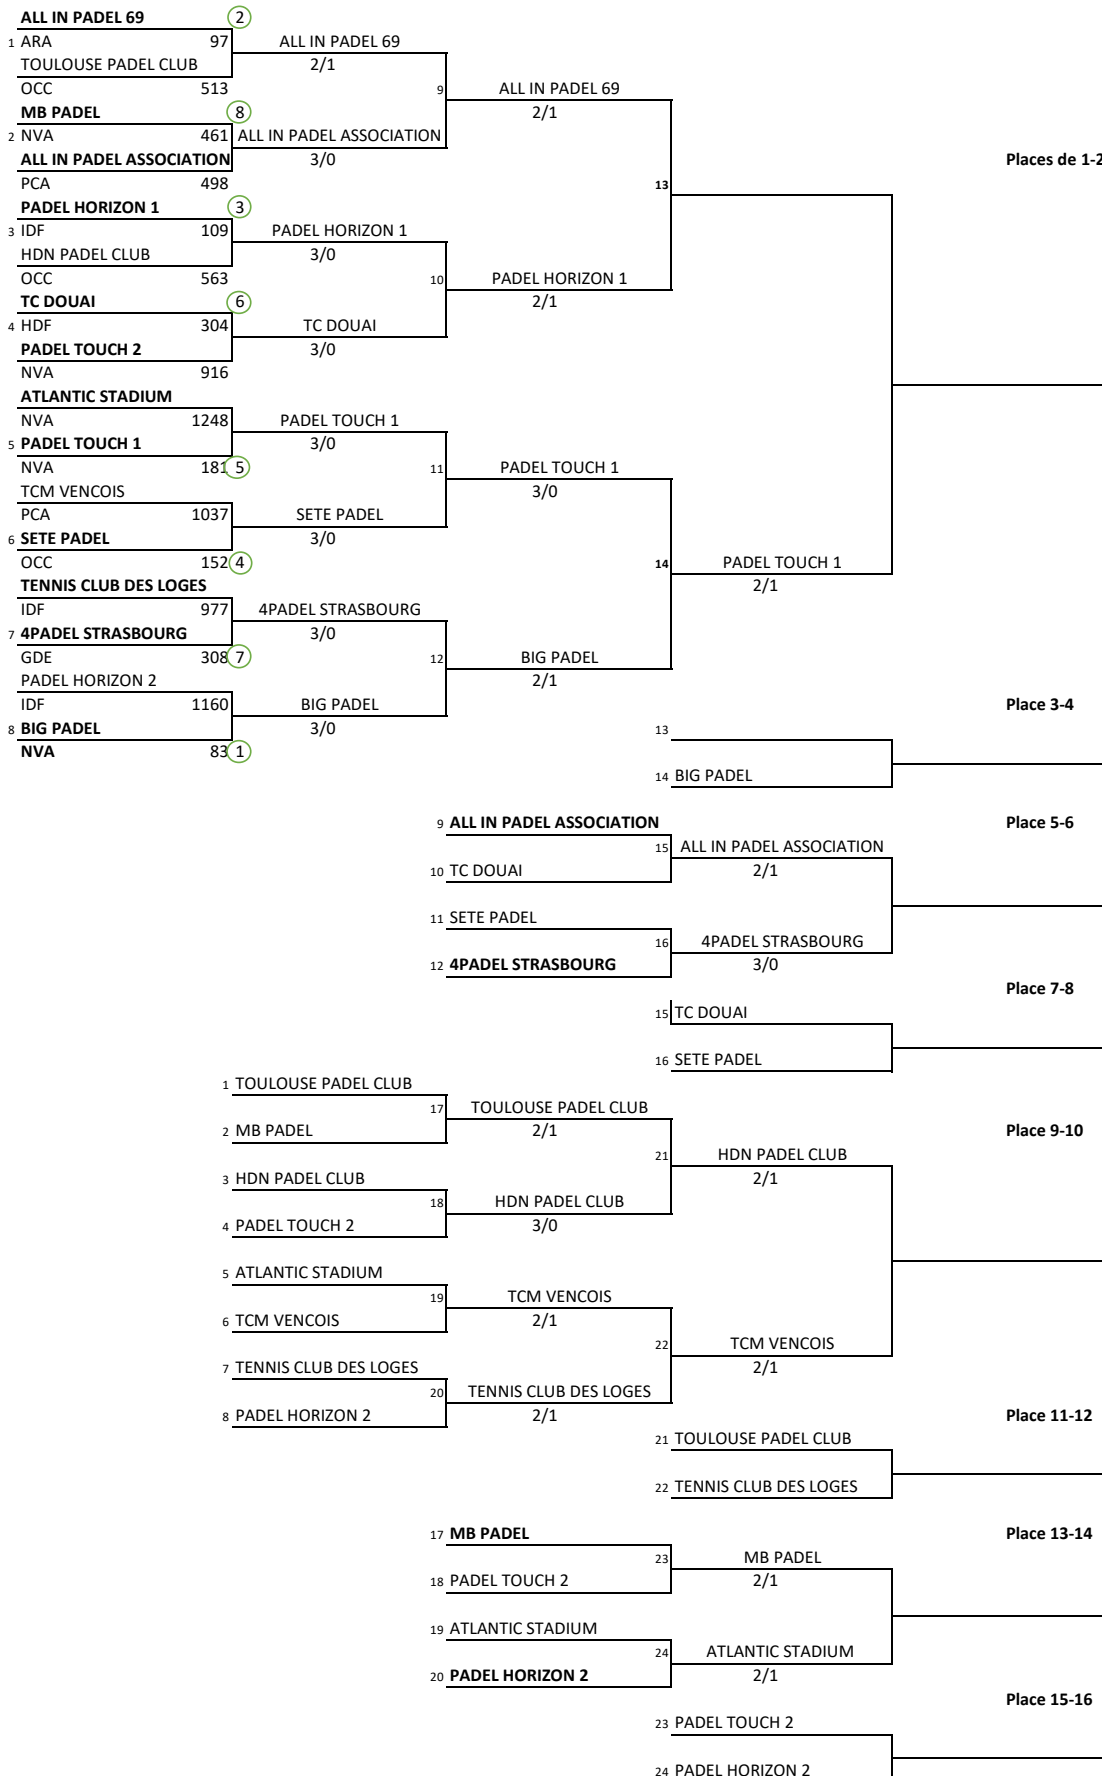 ALL IN PADEL 69 2
1 ARA 97 ALL IN PADEL 69
TOULOUSE PADEL CLUB 2/1
OCC 513 9 ALL IN PADEL 69
MB PADEL 8 2/1
2 NVA 461 ALL IN PADEL ASSOCIATION
ALL IN PADEL ASSOCIATION 3/0 Places de 1-2
PCA 498 13
PADEL HORIZON 1 3
3 IDF 109 PADEL HORIZON 1
HDN PADEL CLUB 3/0
OCC 563 10 PADEL HORIZON 1
TC DOUAI 6 2/1
4 HDF 304 TC DOUAI
PADEL TOUCH 2 3/0
NVA 916
ATLANTIC STADIUM
NVA 1248 PADEL TOUCH 1
5 PADEL TOUCH 1 3/0
NVA 181 5 11 PADEL TOUCH 1
TCM VENCOIS 3/0
PCA 1037 SETE PADEL
6 SETE PADEL 3/0
OCC 152 4 14 PADEL TOUCH 1
TENNIS CLUB DES LOGES 2/1
IDF 977 4PADEL STRASBOURG
7 4PADEL STRASBOURG 3/0
GDE 308 7 12 BIG PADEL
PADEL HORIZON 2 2/1
IDF 1160 BIG PADEL Place 3-4
8 BIG PADEL 3/0 13
NVA 83 1
14 BIG PADEL
9 ALL IN PADEL ASSOCIATION Place 5-6
15 ALL IN PADEL ASSOCIATION
10 TC DOUAI 2/1
11 SETE PADEL
16 4PADEL STRASBOURG
12 4PADEL STRASBOURG 3/0
Place 7-8
15 TC DOUAI
16 SETE PADEL
1 TOULOUSE PADEL CLUB
17 TOULOUSE PADEL CLUB
2 MB PADEL 2/1 Place 9-10
21 HDN PADEL CLUB
3 HDN PADEL CLUB 2/1
18 HDN PADEL CLUB
4 PADEL TOUCH 2 3/0
5 ATLANTIC STADIUM
19 TCM VENCOIS
6 TCM VENCOIS 2/1
22 TCM VENCOIS
7 TENNIS CLUB DES LOGES 2/1
20 TENNIS CLUB DES LOGES
8 PADEL HORIZON 2 2/1 Place 11-12
21 TOULOUSE PADEL CLUB
22 TENNIS CLUB DES LOGES
17 MB PADEL Place 13-14
23 MB PADEL
18 PADEL TOUCH 2 2/1
19 ATLANTIC STADIUM
24 ATLANTIC STADIUM
20 PADEL HORIZON 2 2/1
Place 15-16
23 PADEL TOUCH 2
24 PADEL HORIZON 2